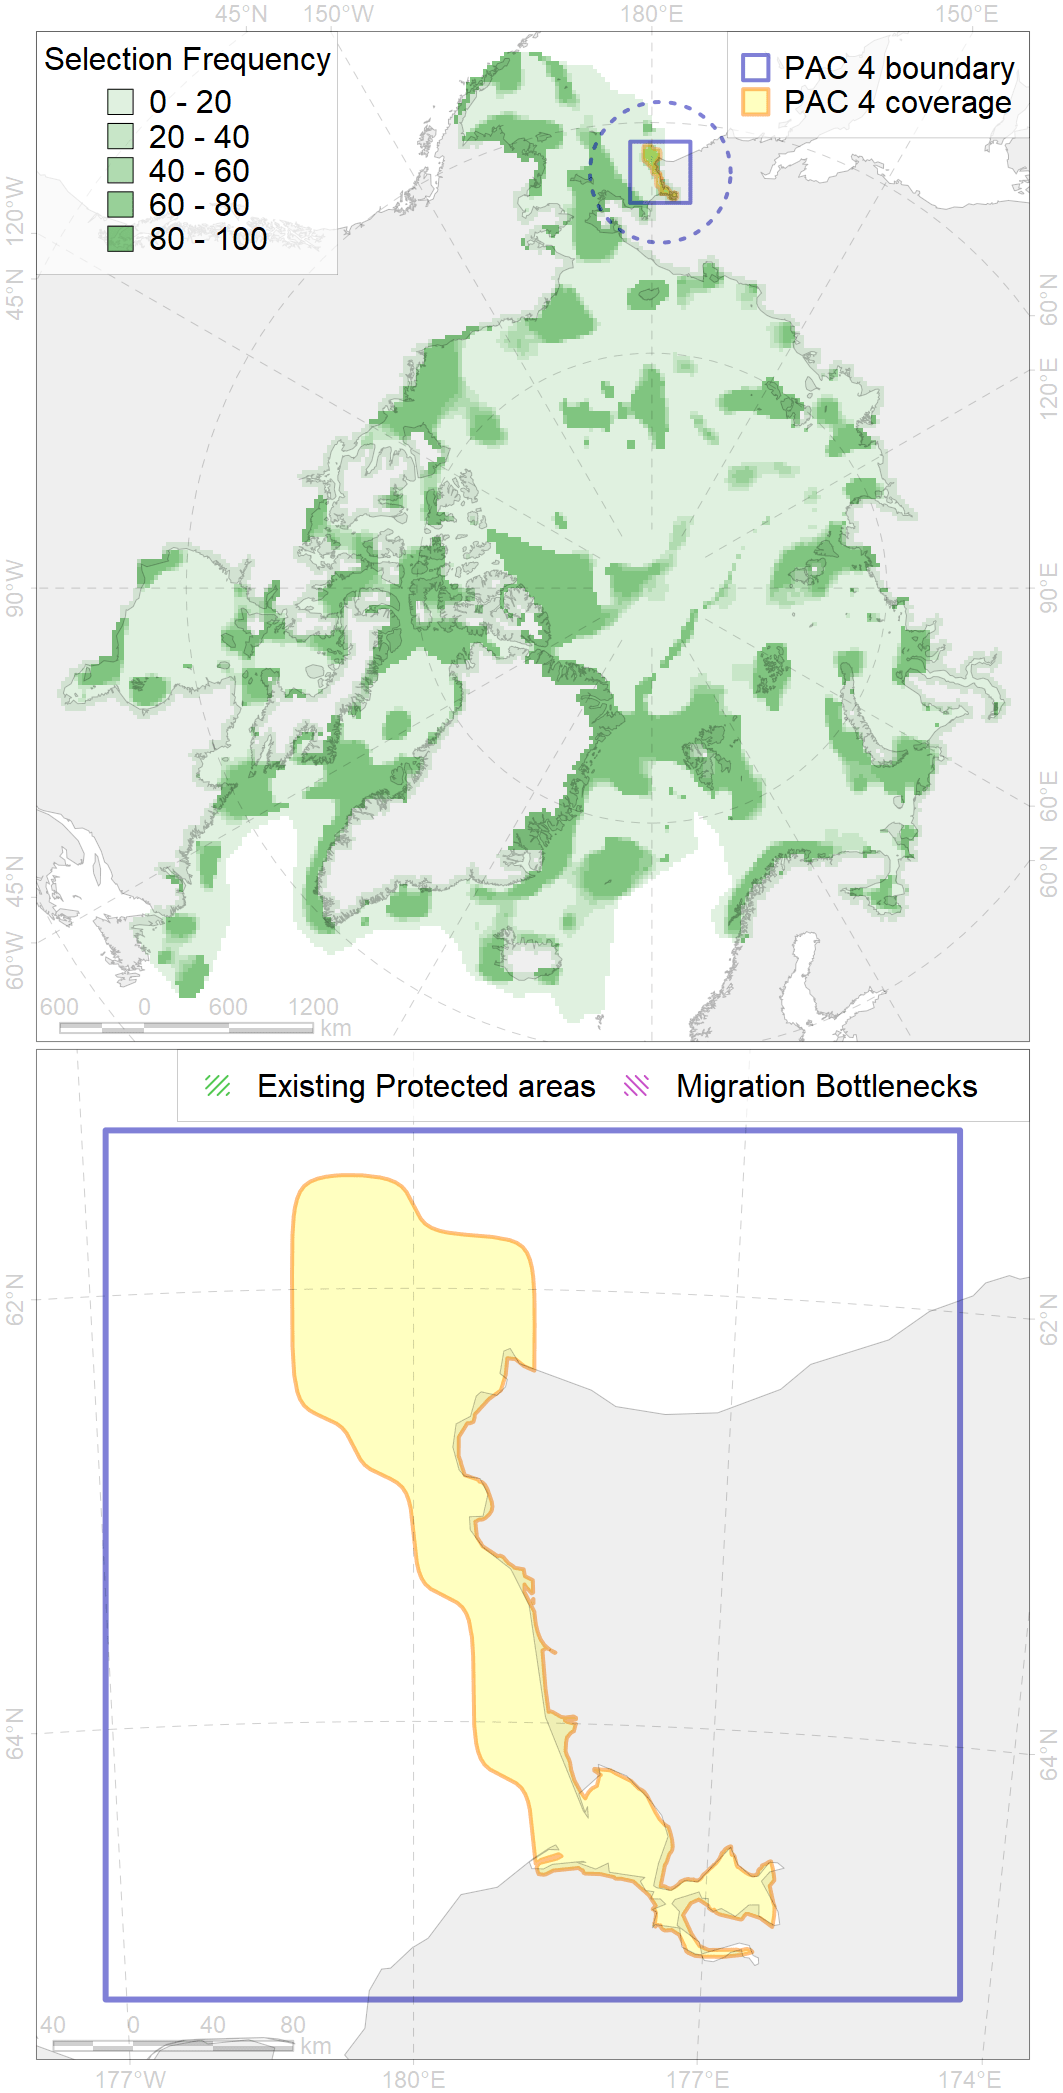 45°N 150°W 180°E 150°E
Selection Frequency
0 - 20
20 - 40
40 - 60
60 - 80
80 - 100
PAC 4 boundary
PAC 4 coverage
120°W
45°N
90°W
45°N
60°W
60°N
120°E
90°E
60°E
60°N
600 0 600 1200
km
Existing Protected areas Migration Bottlenecks
62°N
64°N
62°N
64°N
40 0 40 80
km
177°W 180°E 177°E 174°E